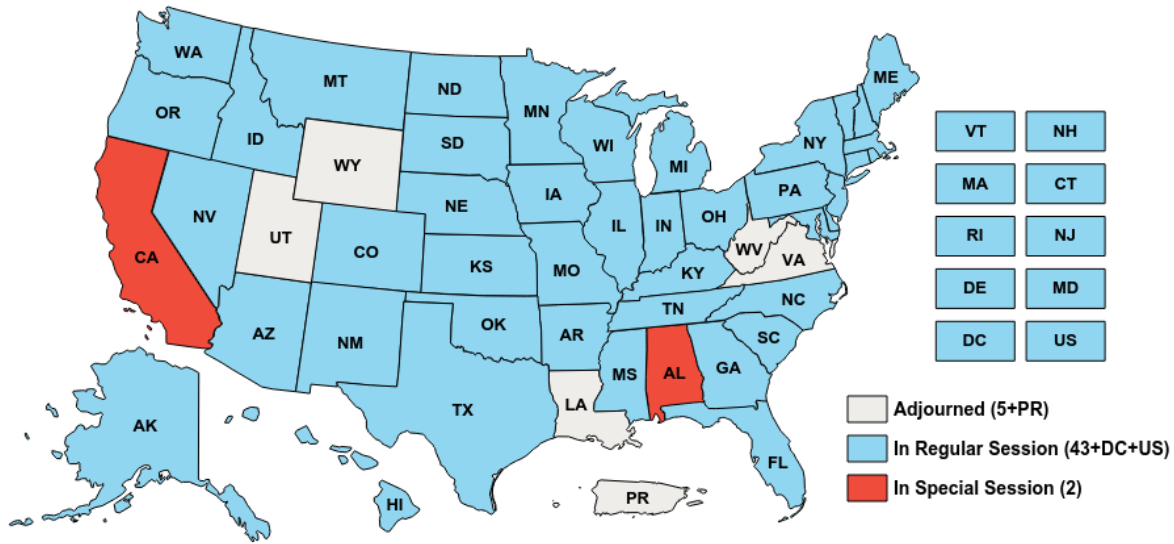 WA
MT
ND
MN
ME
OR
ID
SD
WI
NY
VT
NH
WY
MI
IA
PA
MA
CT
NE
NV
UT
CO
IL
IN
OH
WV
VA
RI
NJ
CA
KS
MO
KY
DE
MD
TN
NC
AZ
NM
OK
AR
SC
DC
US
MS
AL
GA
TX
LA
Adjourned (5+PR)
AK
In Regular Session (43+DC+US)
FL
HI
PR
In Special Session (2)